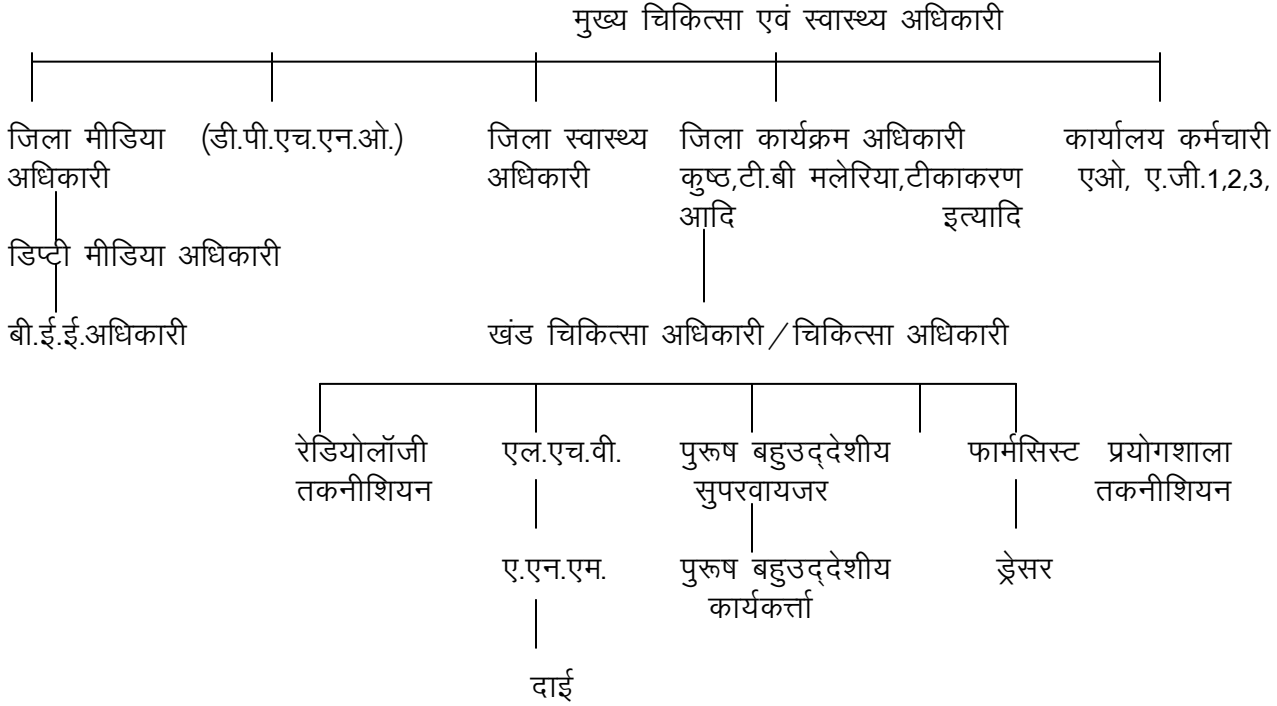 मुख्य चिकित्सा एवं स्वास्थ्य अधिकारी
जिला मीडिया (डी.पी.एच.एन.ओ.) जिला स्वास्थ्य जिला कार्यक्रम अधिकारी कार्यालय कर्मचारी
अधिकारी अधिकारी कुष्ठ,टी.बी मलेरिया,टीकाकरण एओ, ए.जी.1,2,3,
आदि इत्यादि
डिप्टी मीडिया अधिकारी
बी.ई.ई.अधिकारी खंड चिकित्सा अधिकारी/चिकित्सा अधिकारी
रेडियोलॉजी एल.एच.वी. पुरूष बहुउद्देशीय फार्मसिस्ट प्रयोगशाला
तकनीशियन सुपरवायजर तकनीशियन
ए.एन.एम. पुरूष बहुउद्देशीय ड्रेसर
कार्यकर्त्ता
दाई